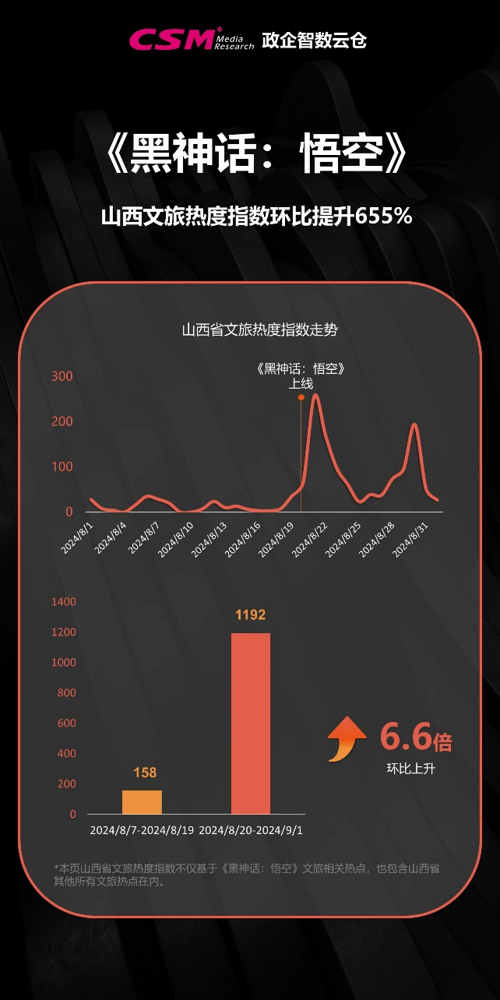 CSM® Media Research 政企智数云仓
《黑神话：悟空》
山西文旅热度指数环比提升655%
山西省文旅热度指数走势
《黑神话：悟空》
上线
300
200
100
0
2024/8/1 2024/8/4 2024/8/7 2024/8/10 2024/8/13 2024/8/16 2024/8/19 2024/8/22 2024/8/25 2024/8/28 2024/8/31
1400
1200
1000
800
600
400
200
0
1192
158
2024/8/7-2024/8/19 2024/8/20-2024/9/1
6.6倍
环比上升
*本页山西省文旅热度指数不仅基于《黑神话：悟空》文旅相关热点，也包含山西省
其他所有文旅热点在内。